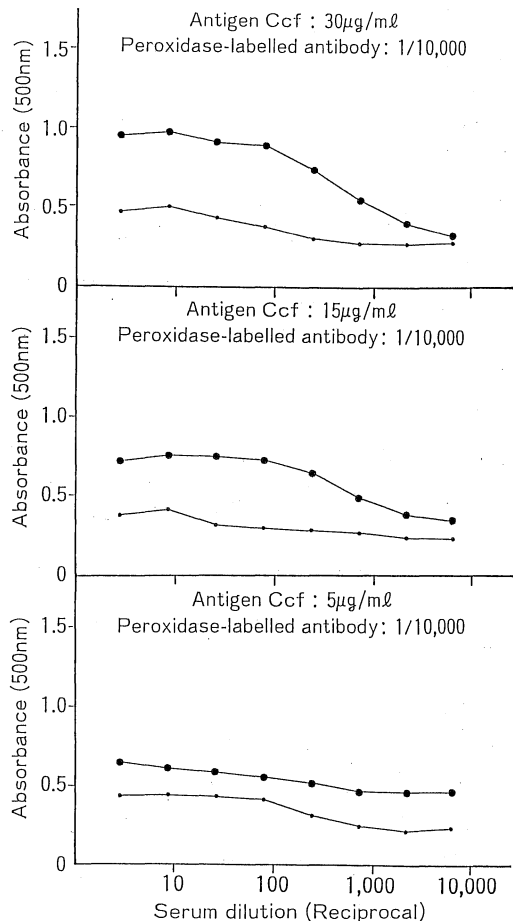 Antigen Ccf : 30μg/mℓ
Peroxidase-labelled antibody: 1/10,000
Absorbance (500nm)
1.5
1.0
0.5
0
Antigen Ccf : 15μg/mℓ
Peroxidase-labelled antibody: 1/10,000
Absorbance (500nm)
1.5
1.0
0.5
0
Antigen Ccf : 5μg/mℓ
Peroxidase-labelled antibody: 1/10,000
Absorbance (500nm)
1.5
1.0
0.5
0
10 100 1,000 10,000
Serum dilution (Reciprocal)